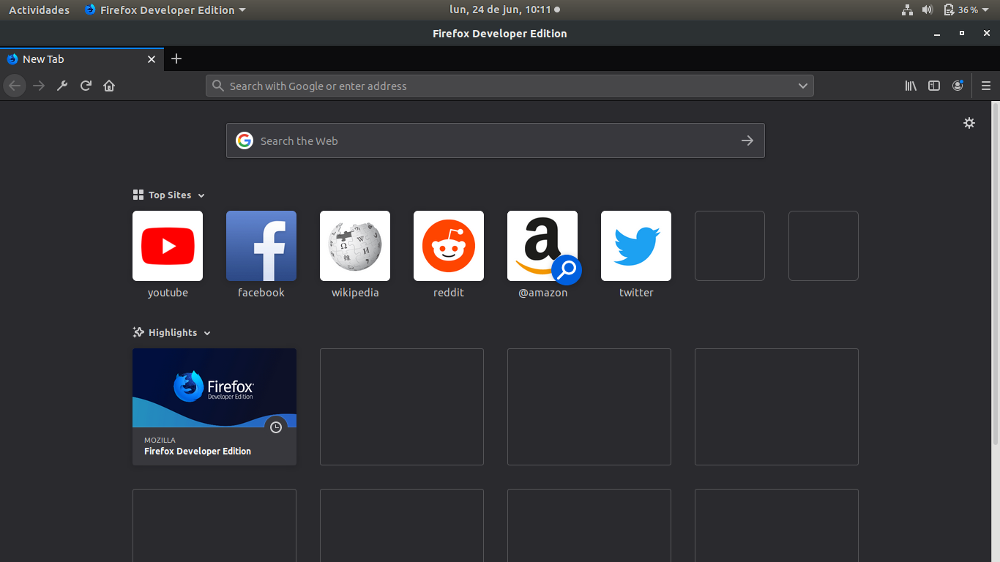 Actividades Firefox Developer Edition lun, 24 de jun, 10:11 36 %
Firefox Developer Edition
New Tab
Search with Google or enter address
Search the Web
Top Sites
youtube facebook wikipedia reddit @amazon twitter
Highlights
Firefox
Developer Edition
MOZILLA
Firefox Developer Edition